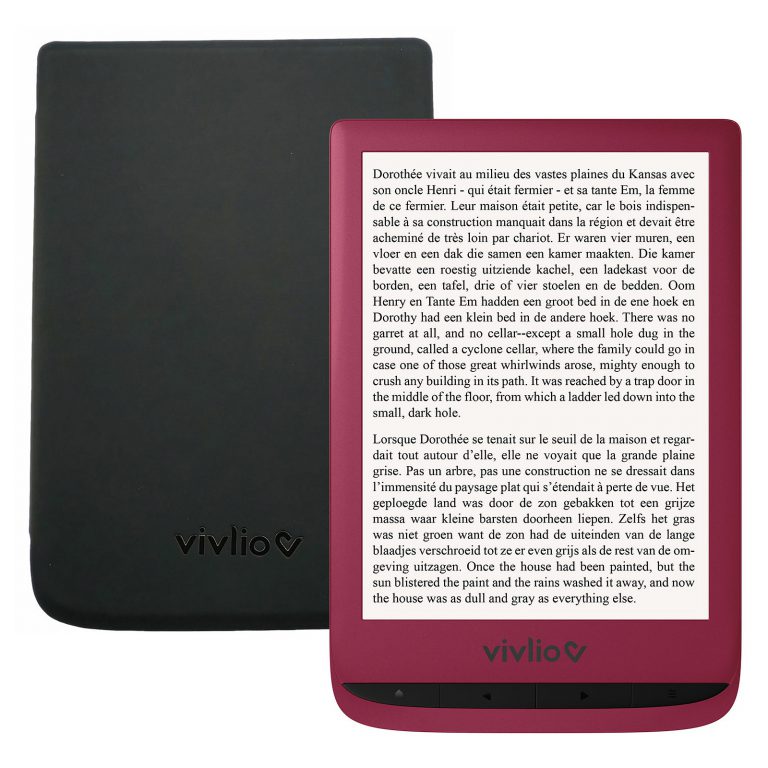 Dorothée vivait au milieu des vastes plaines du Kansas avec
son oncle Henri - qui était fermier - et sa tante Em, la femme
de ce fermier. Leur maison était petite, car le bois indispen-
sable à sa construction manquait dans la région et devait être
acheminé de très loin par chariot. Er waren vier muren, een
vloer en een dak die samen een kamer maakten. Die kamer
bevatte een roestig uitziende kachel, een ladekast voor de
borden, een tafel, drie of vier stoelen en de bedden. Oom
Henry en Tante Em hadden een groot bed in de ene hoek en
Dorothy had een klein bed in de andere hoek. There was no
garret at all, and no cellar--except a small hole dug in the
ground, called a cyclone cellar, where the family could go in
case one of those great whirlwinds arose, mighty enough to
crush any building in its path. It was reached by a trap door in
the middle of the floor, from which a ladder led down into the
small, dark hole.
Lorsque Dorothée se tenait sur le seuil de la maison et regar-
dait tout autour d'elle, elle ne voyait que la grande plaine
grise. Pas un arbre, pas une construction ne se dressait dans
l'immensité du paysage plat qui s'étendait à perte de vue. Het
geploegde land was door de zon gebakken tot een grijze
massa waar kleine barsten doorheen liepen. Zelfs het gras
was niet groen want de zon had de uiteinden van de lange
blaadjes verschroeid tot ze er even grijs als de rest van de om-
geving uitzagen. Once the house had been painted, but the
sun blistered the paint and the rains washed it away, and now
the house was as dull and gray as everything else.
vivlio
vivlio